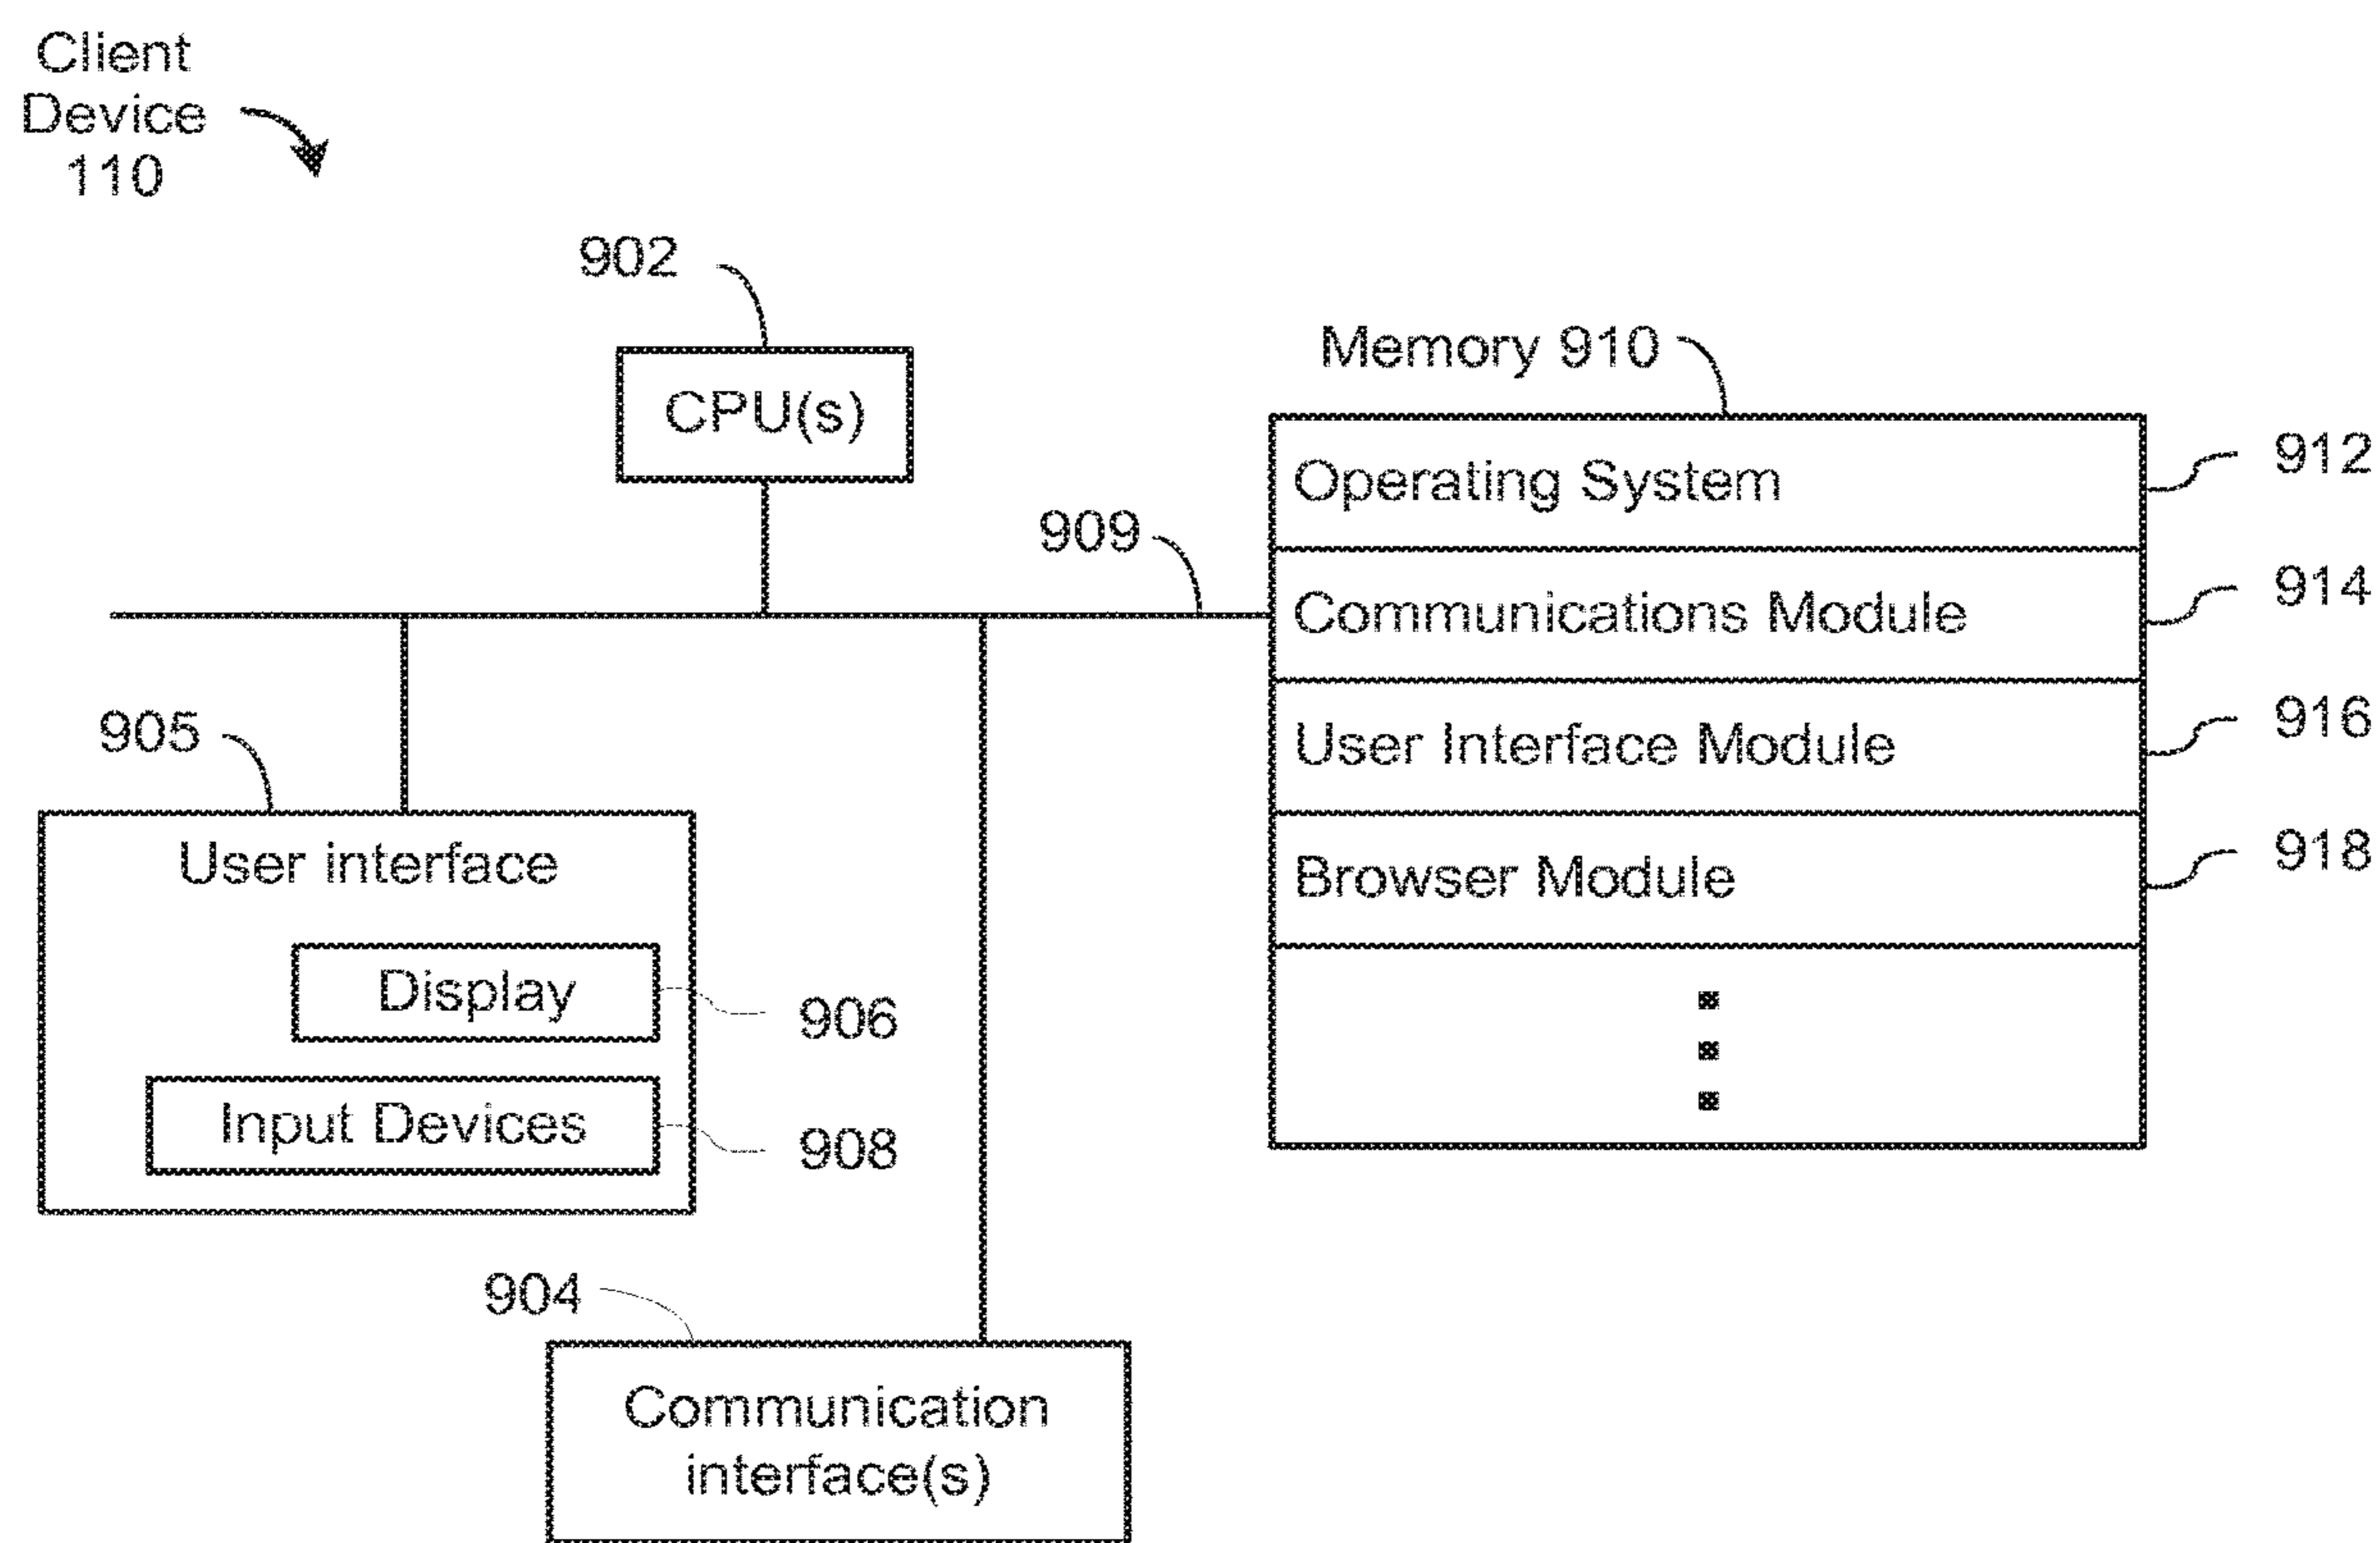 Client
Device
110
902
CPU(s)
Memory 910
Operating System
912
909
Communications Module
914
User Interface Module
916
905
User interface
Browser Module
918
Display
906
Input Devices
908
904
Communication
interface(s)